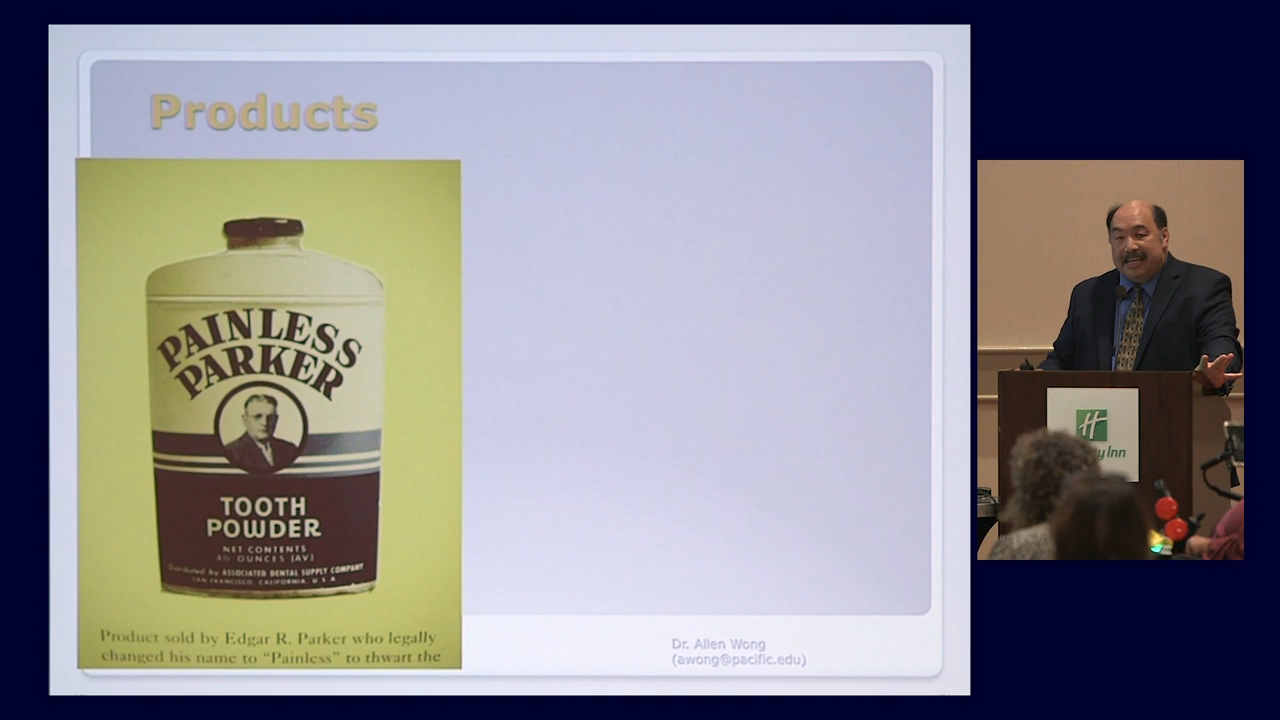 Products
PAINLESS
PARKER
TOOTH
POWDER
NET CONTENTS
4½ OUNCES (AV)
Distributed by ASSOCIATED DENTAL SUPPLY COMPANY
SAN FRANCISCO, CALIFORNIA, U. S. A
Product sold by Edgar R. Parker who legally
changed his name to "Painless" to thwart the
Dr. Allen Wong
(awong@pacific.edu)
H
Inn